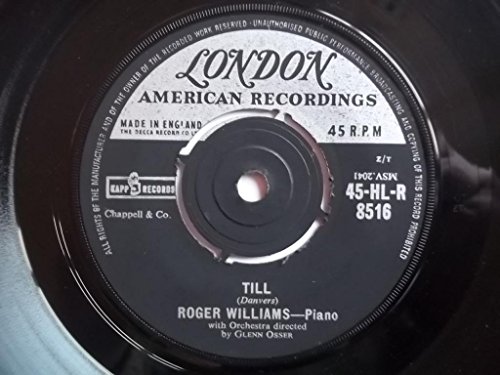 ALL RIGHTS OF THE MANUFACTURER AND OF THE OWNER OF THE RECORDED WORK RESERVED · UNAUTHORISED PUBLIC PERFORMANCE BROADCASTING AND COPYING OF THIS RECORD PROHIBITED
LONDON
AMERICAN RECORDINGS
MADE IN ENGLAND
THE DECCA RECORD CO LTD
45 R.P.M
Z/T
MSV.2041
KAPP RECORDS
Chappell & Co.
45-HL-R
8516
TILL
(Danvers)
ROGER WILLIAMS—Piano
with Orchestra directed
by GLENN OSSER